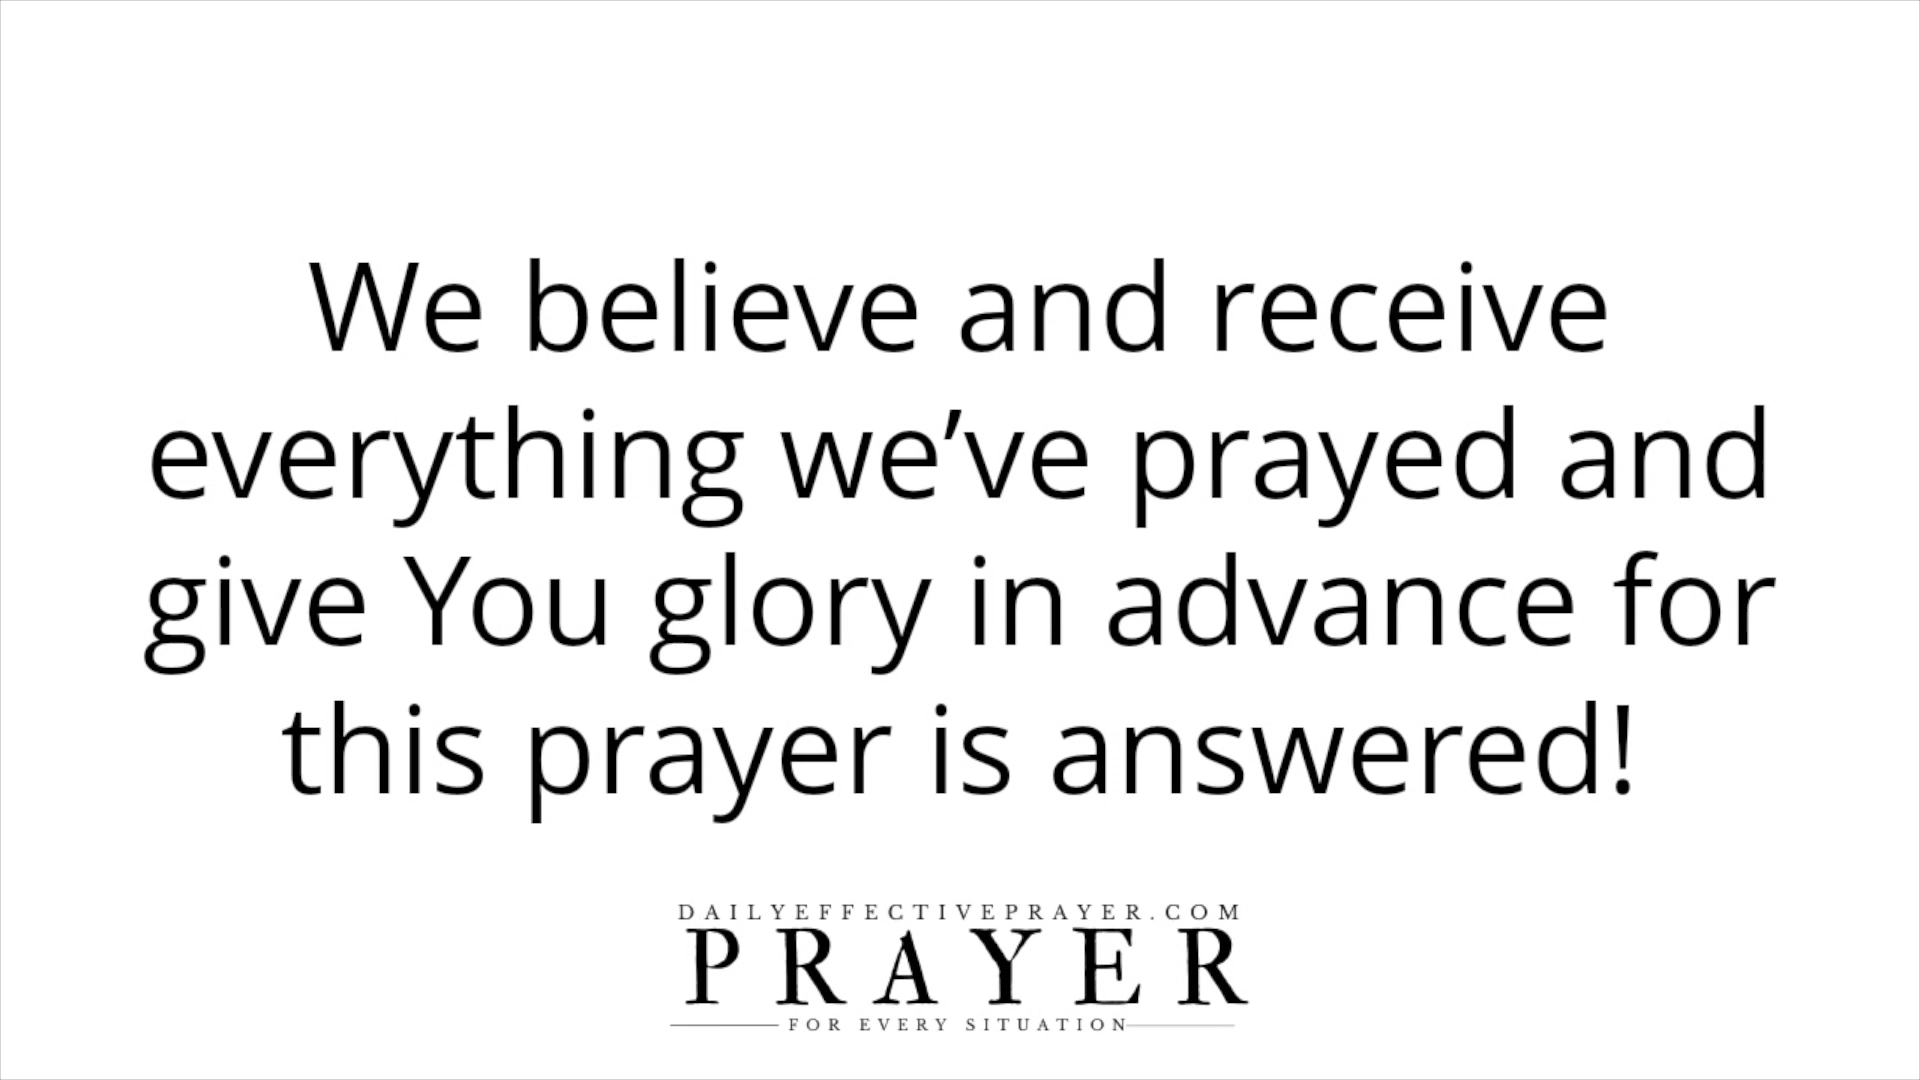 We believe and receive
everything we’ve prayed and
give You glory in advance for
this prayer is answered!
DAILYEFFECTIVEPRAYER.COM
PRAYER
FOR EVERY SITUATION